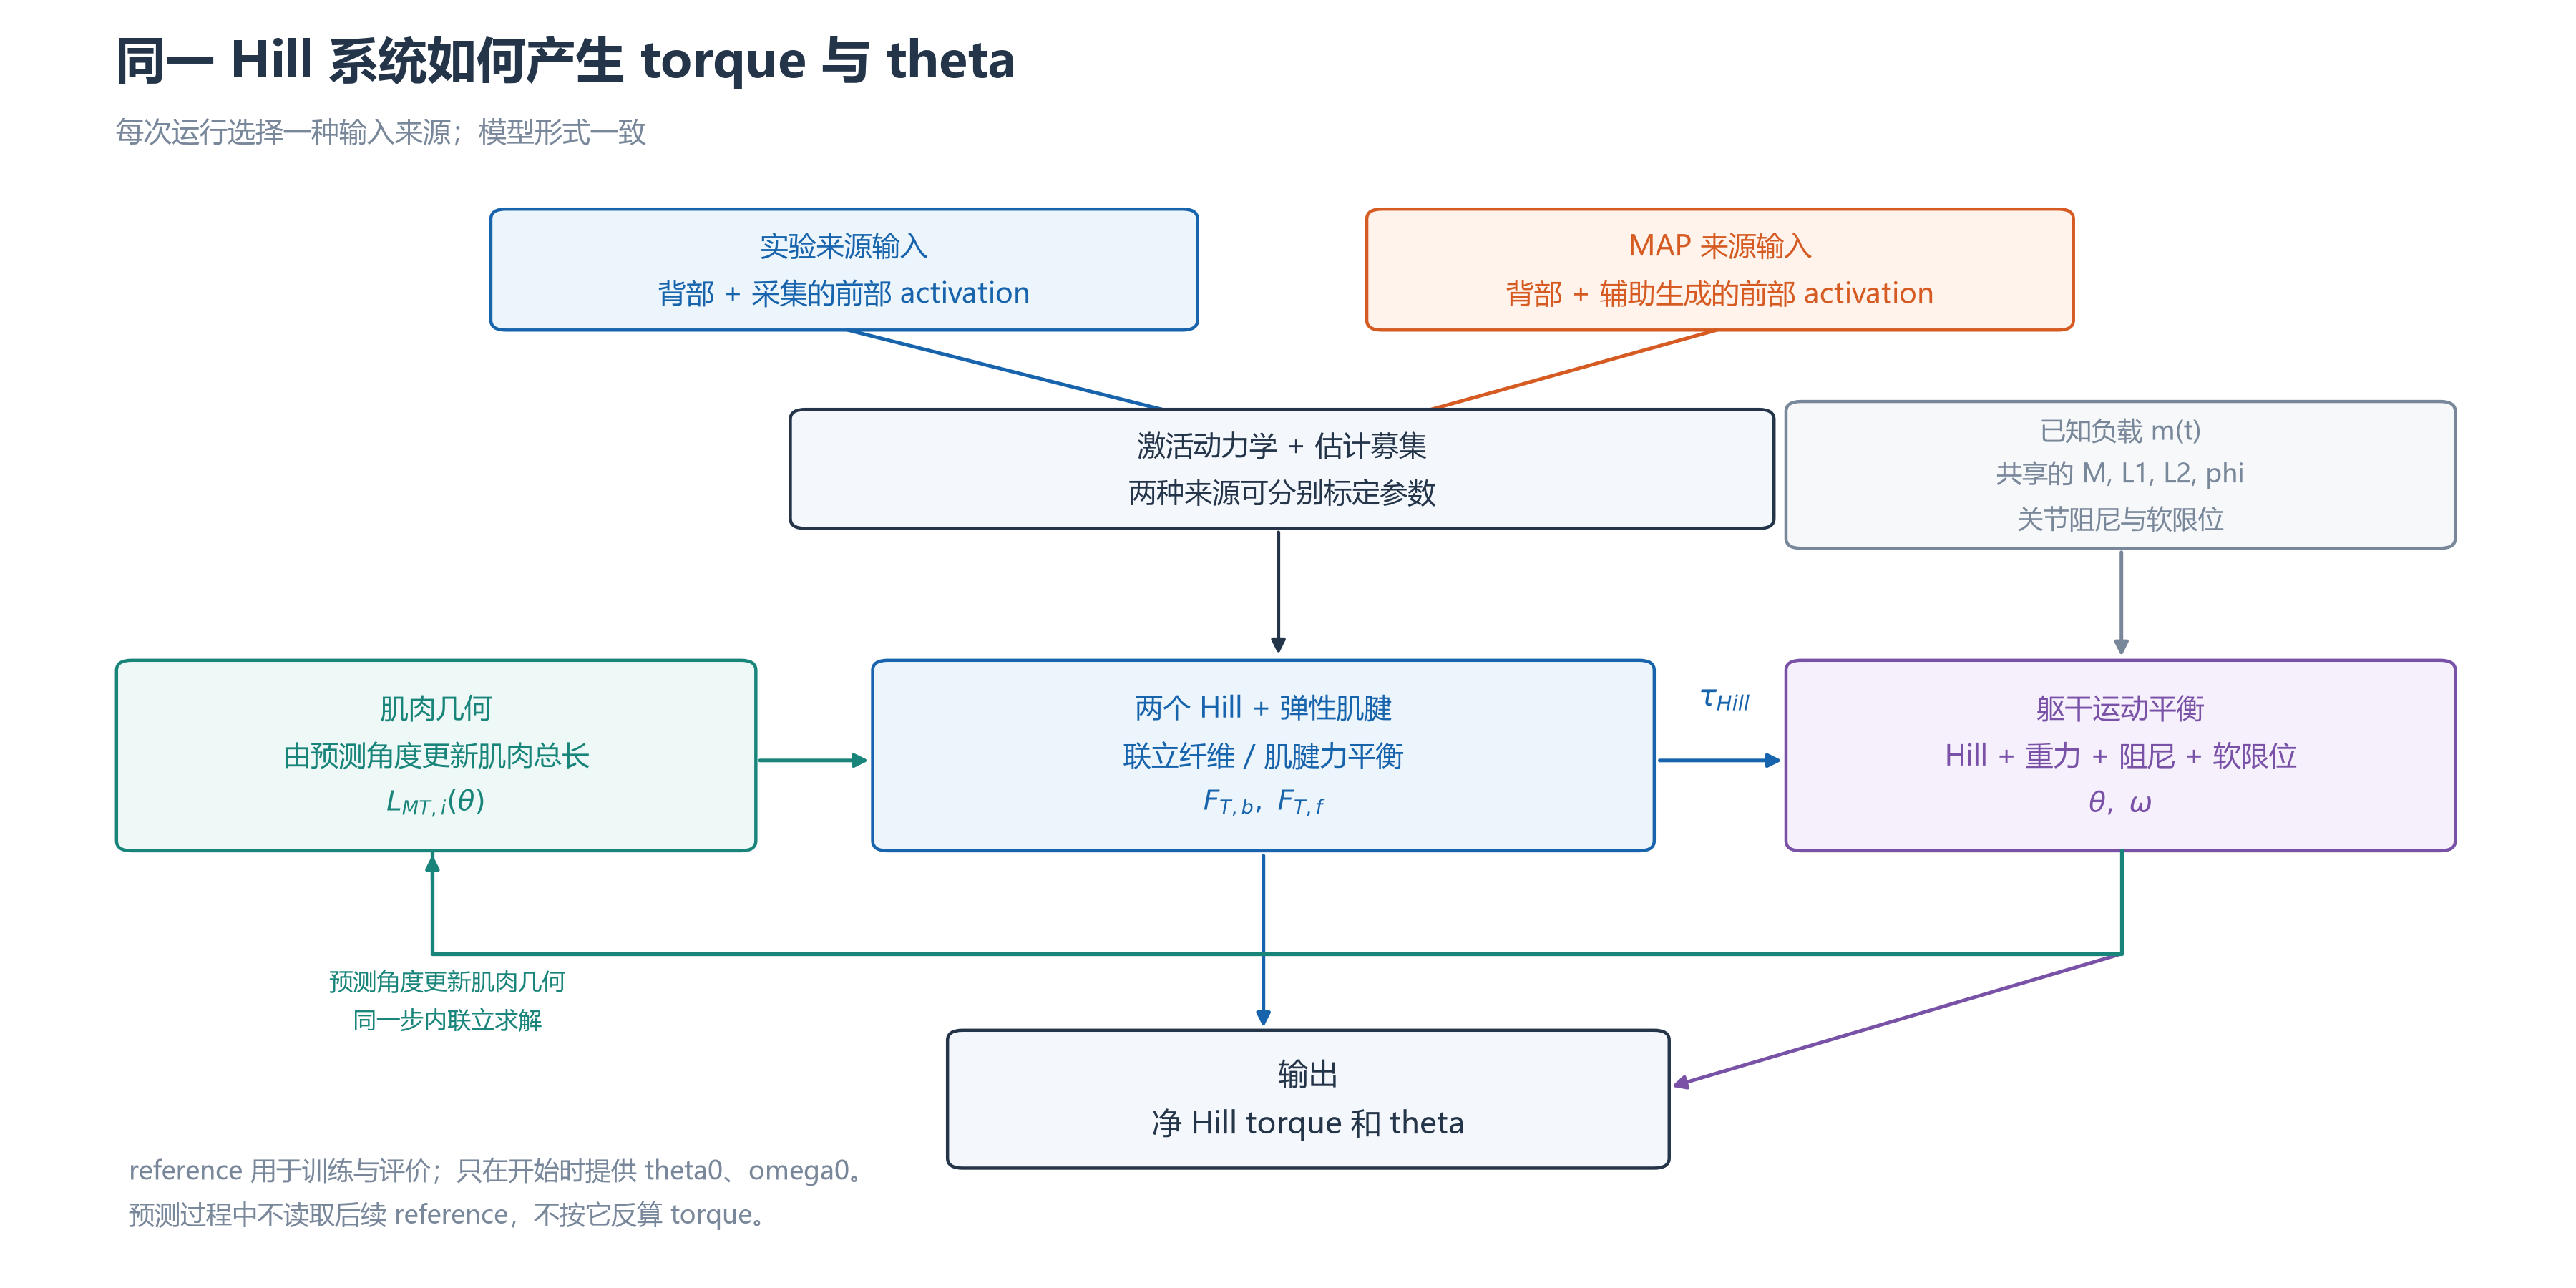 同一 Hill 系统如何产生 torque 与 theta
每次运行选择一种输入来源；模型形式一致
实验来源输入
背部 + 采集的前部 activation
MAP 来源输入
背部 + 辅助生成的前部 activation
激活动力学 + 估计募集
两种来源可分别标定参数
已知负载 m(t)
共享的 M, L1, L2, phi
关节阻尼与软限位
肌肉几何
由预测角度更新肌肉总长
L_{MT,i}(θ)
两个 Hill + 弹性肌腱
联立纤维 / 肌腱力平衡
F_{T,b}, F_{T,f}
τ_{Hill}
躯干运动平衡
Hill + 重力 + 阻尼 + 软限位
θ, ω
预测角度更新肌肉几何
同一步内联立求解
输出
净 Hill torque 和 theta
reference 用于训练与评价；只在开始时提供 theta0、omega0。
预测过程中不读取后续 reference，不按它反算 torque。